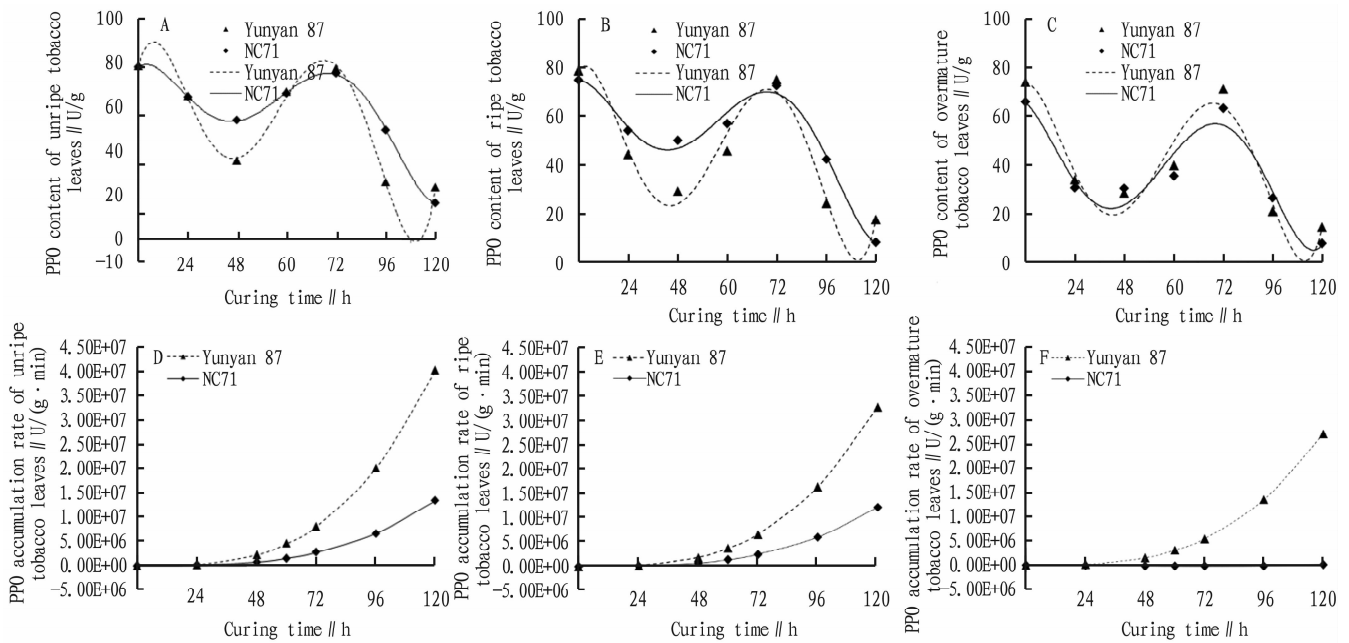 PPO content of unripe tobacco
leaves // U/g
100
80
60
40
20
0
-10
A
Yunyan 87
NC71
Yunyan 87
NC71
24 48 60 72 96 120
Curing time // h
PPO content of ripe tobacco
leaves // U/g
100
80
60
40
20
0
B
Yunyan 87
NC71
Yunyan 87
NC71
24 48 60 72 96 120
Curing time // h
PPO content of overmature
tobacco leaves // U/g
100
80
60
40
20
0
C
Yunyan 87
NC71
Yunyan 87
NC71
24 48 60 72 96 120
Curing time // h
PPO accumulation rate of unripe
tobacco leaves // U/(g · min)
4.50E+07
4.00E+07
3.50E+07
3.00E+07
2.50E+07
2.00E+07
1.50E+07
1.00E+07
5.00E+06
0.00E+00
-5.00E+06
D
Yunyan 87
NC71
24 48 72 96 120
Curing time // h
PPO accumulation rate of ripe
tobacco leaves // U/(g · min)
4.50E+07
4.00E+07
3.50E+07
3.00E+07
2.50E+07
2.00E+07
1.50E+07
1.00E+07
5.00E+06
0.00E+00
-5.00E+06
E
Yunyan 87
NC71
24 48 72 96 120
Curing time // h
PPO accumulation rate of overmature
tobacco leaves // U/(g · min)
4.50E+07
4.00E+07
3.50E+07
3.00E+07
2.50E+07
2.00E+07
1.50E+07
1.00E+07
5.00E+06
0.00E+00
-5.00E+06
F
Yunyan 87
NC71
24 48 72 96 120
Curing time // h